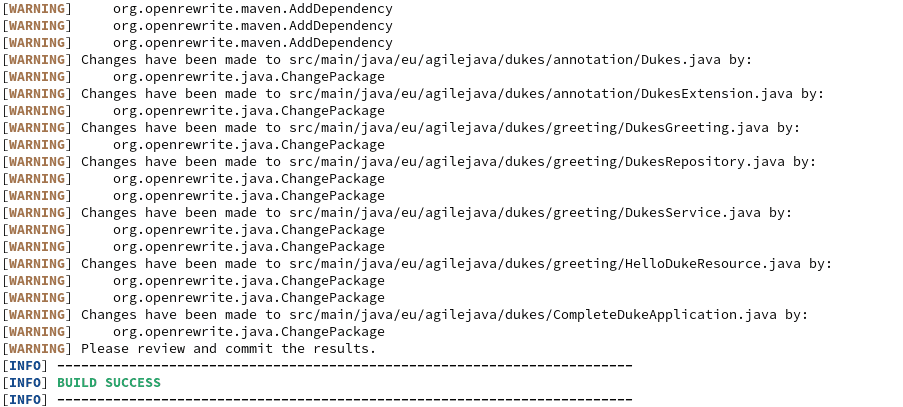 [WARNING]     org.openrewrite.maven.AddDependency
[WARNING]     org.openrewrite.maven.AddDependency
[WARNING]     org.openrewrite.maven.AddDependency
[WARNING] Changes have been made to src/main/java/eu/agilejava/dukes/annotation/Dukes.java by:
[WARNING]     org.openrewrite.java.ChangePackage
[WARNING] Changes have been made to src/main/java/eu/agilejava/dukes/annotation/DukesExtension.java by:
[WARNING]     org.openrewrite.java.ChangePackage
[WARNING] Changes have been made to src/main/java/eu/agilejava/dukes/greeting/DukesGreeting.java by:
[WARNING]     org.openrewrite.java.ChangePackage
[WARNING] Changes have been made to src/main/java/eu/agilejava/dukes/greeting/DukesRepository.java by:
[WARNING]     org.openrewrite.java.ChangePackage
[WARNING]     org.openrewrite.java.ChangePackage
[WARNING] Changes have been made to src/main/java/eu/agilejava/dukes/greeting/DukesService.java by:
[WARNING]     org.openrewrite.java.ChangePackage
[WARNING]     org.openrewrite.java.ChangePackage
[WARNING] Changes have been made to src/main/java/eu/agilejava/dukes/greeting/HelloDukeResource.java by:
[WARNING]     org.openrewrite.java.ChangePackage
[WARNING]     org.openrewrite.java.ChangePackage
[WARNING] Changes have been made to src/main/java/eu/agilejava/dukes/CompleteDukeApplication.java by:
[WARNING]     org.openrewrite.java.ChangePackage
[WARNING] Please review and commit the results.
[INFO] ------------------------------------------------------------------------
[INFO] BUILD SUCCESS
[INFO] ------------------------------------------------------------------------